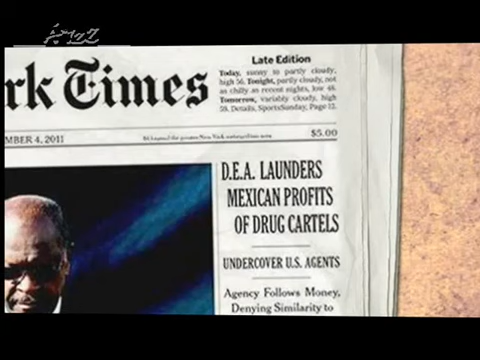 rk Times
Late Edition
Today, sunny to partly cloudy,
high 56. Tonight, partly cloudy, not
as chilly as recent nights, low 48.
Tomorrow, variably cloudy, high
59. Details, SportsSunday, Page 22.
MBER 4, 2011
$5.00
D.E.A. LAUNDERS
MEXICAN PROFITS
OF DRUG CARTELS
UNDERCOVER U.S. AGENTS
Agency Follows Money,
Denying Similarity to